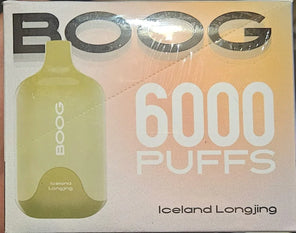 BOOG
BOOG
Iceland
Longjing
6000
PUFFS
Iceland Longjing